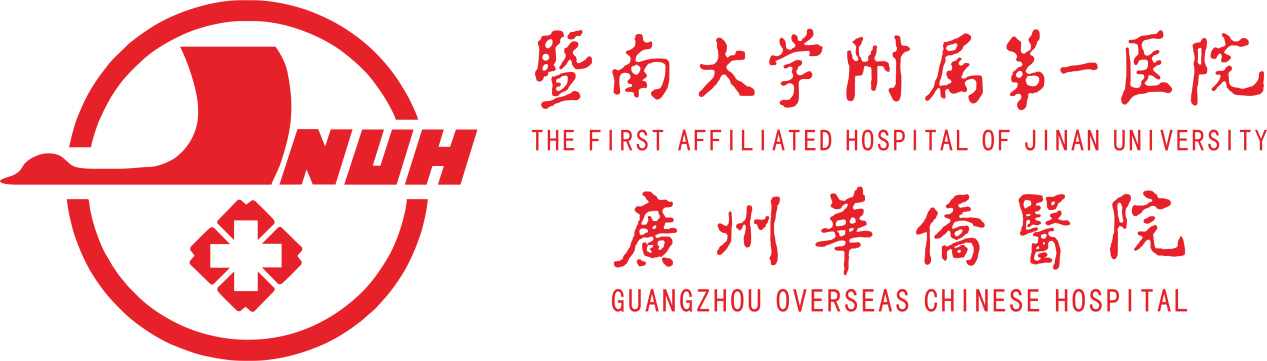 JNUH
暨南大学附属第一医院
THE FIRST AFFILIATED HOSPITAL OF JINAN UNIVERSITY
廣州華僑醫院
GUANGZHOU OVERSEAS CHINESE HOSPITAL